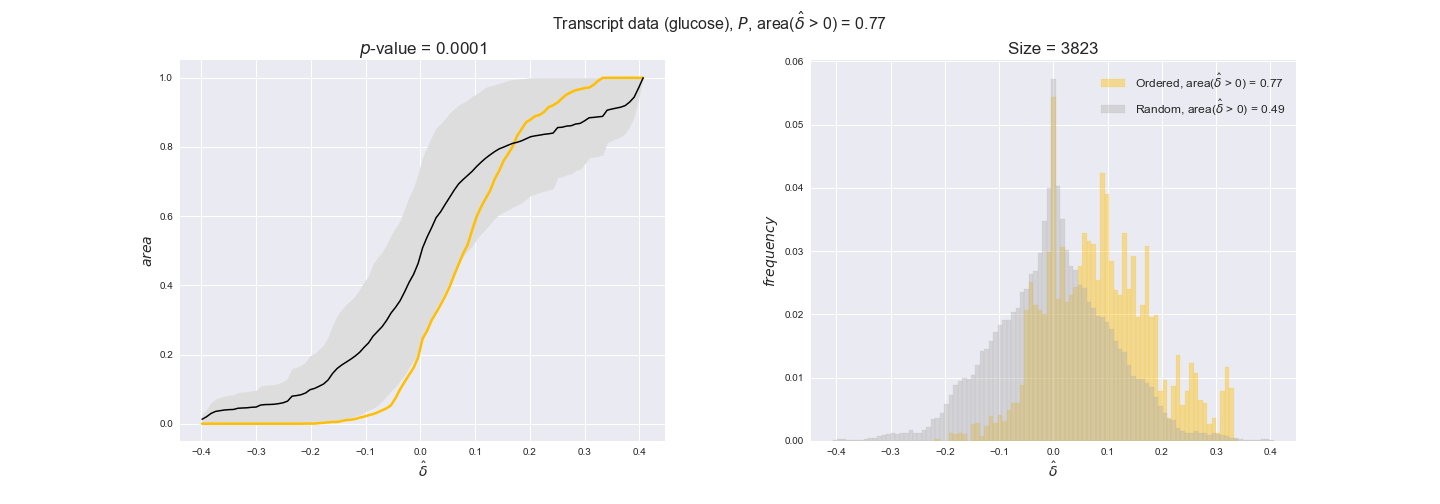 Transcript data (glucose), P, area(δ̂ > 0) = 0.77
p-value = 0.0001
1.0
0.8
0.6
0.4
0.2
0.0
area
−0.4 −0.3 −0.2 −0.1 0.0 0.1 0.2 0.3 0.4
δ̂
Size = 3823
0.06
0.05
0.04
0.03
0.02
0.01
0.00
frequency
Ordered, area(δ̂ > 0) = 0.77
Random, area(δ̂ > 0) = 0.49
−0.4 −0.3 −0.2 −0.1 0.0 0.1 0.2 0.3 0.4
δ̂